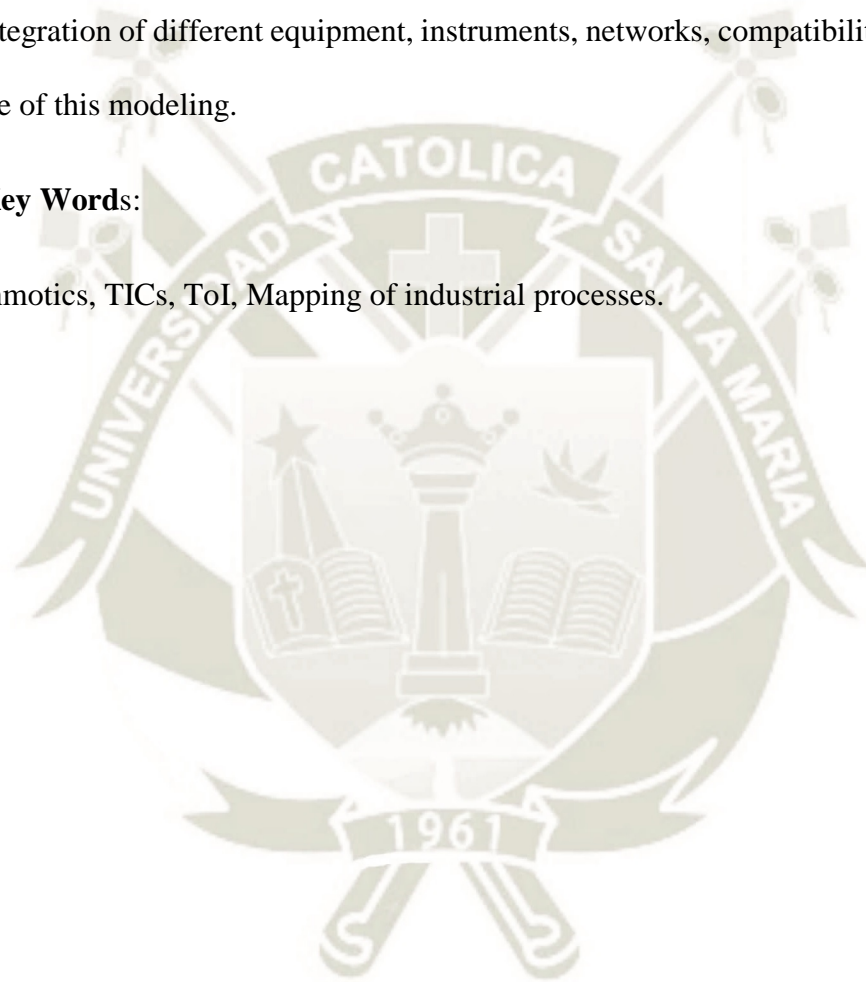 tegration of different equipment, instruments, networks, compatibilit
e of this modeling.
ey Words:
nmotics, TICs, ToI, Mapping of industrial processes.
UNIVERSIDAD CATOLICA SANTA MARIA
1961